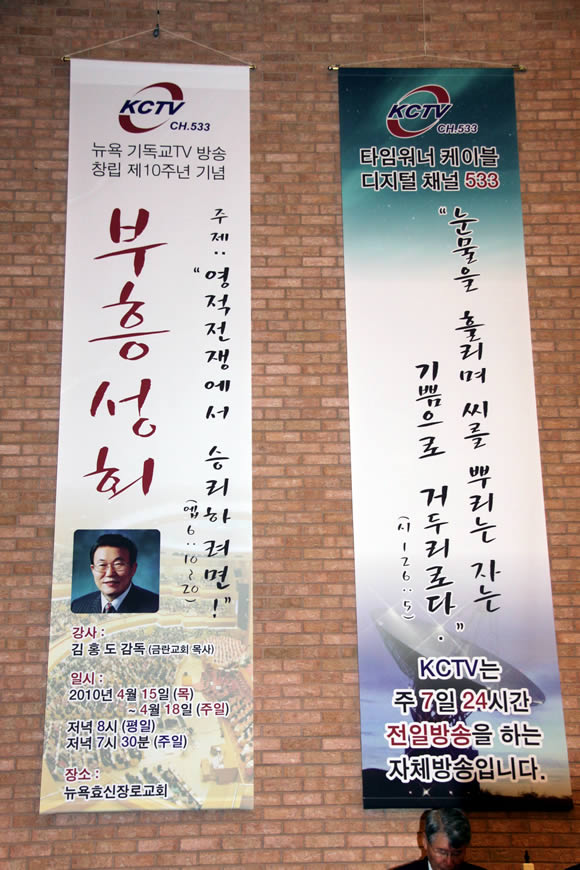 KCTV
CH.533
뉴욕 기독교TV 방송
창립 제10주년 기념
부흥성회
주제:: "영적전쟁에서 승리하려면!"
(엡6:10~20)
강사 :
김 홍 도 감독 (금란교회 목사)
일시 :
2010년 4월 15일 (목)
~ 4월 18일 (주일)
저녁 8시 (평일)
저녁 7시 30분 (주일)
장소 :
뉴욕효신장로교회
KCTV
CH.533
타임워너 케이블
디지털 채널 533
"눈물을 흘리며 씨를 뿌리는 자는
기쁨으로 거두리로다."
(시126:5)
KCTV는
주 7일 24시간
전일방송을 하는
자체방송입니다.